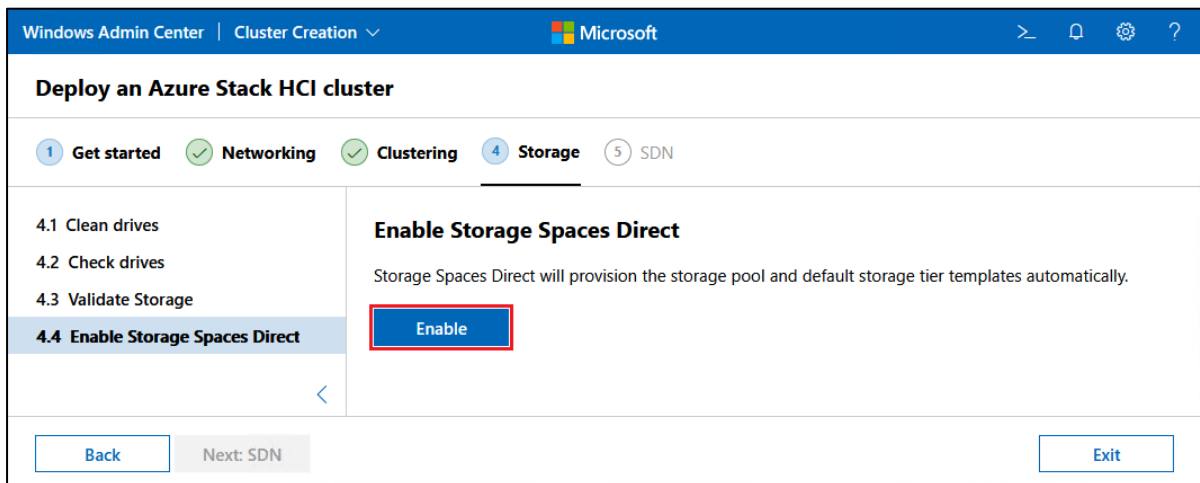 Windows Admin Center | Cluster Creation
Microsoft
Deploy an Azure Stack HCI cluster
1 Get started
Networking
Clustering
4 Storage
5 SDN
4.1 Clean drives
4.2 Check drives
4.3 Validate Storage
4.4 Enable Storage Spaces Direct
Enable Storage Spaces Direct
Storage Spaces Direct will provision the storage pool and default storage tier templates automatically.
Enable
Back
Next: SDN
Exit